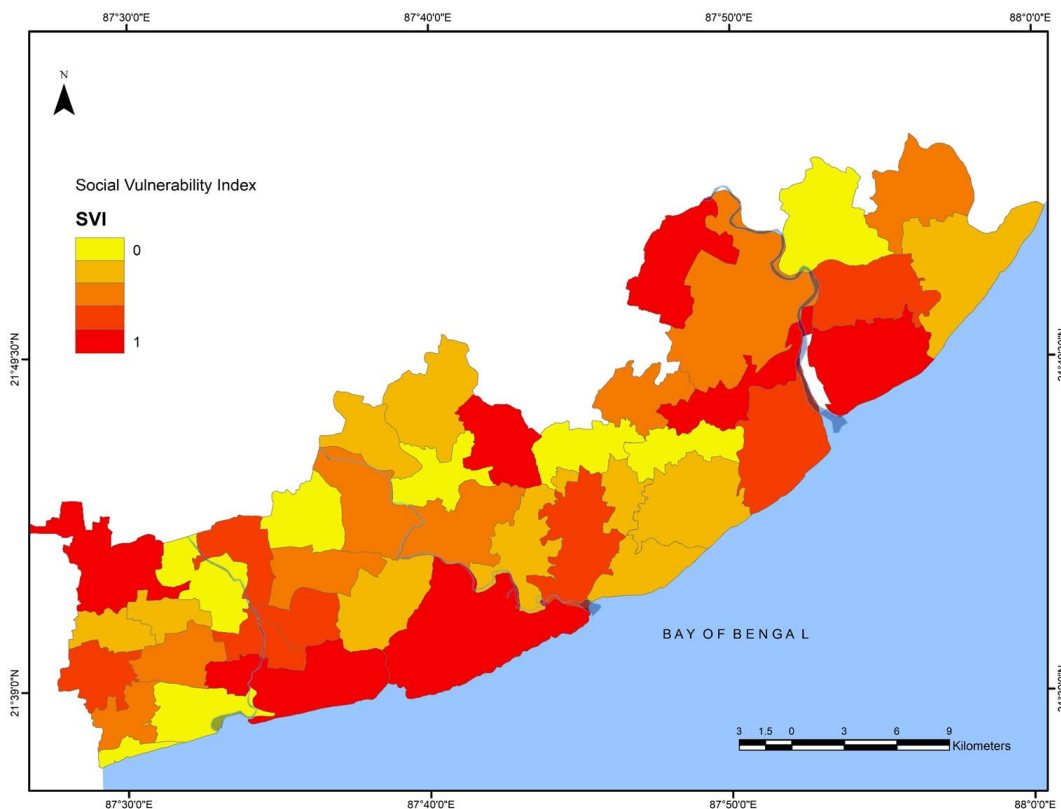 87°30'0"E 87°40'0"E 87°50'0"E 88°0'0"E
N
Social Vulnerability Index
SVI
0
1
21°49'30"N
21°39'0"N
BAY OF BENGAL
3 1.5 0 3 6 9
Kilometers
87°30'0"E 87°40'0"E 87°50'0"E 88°0'0"E